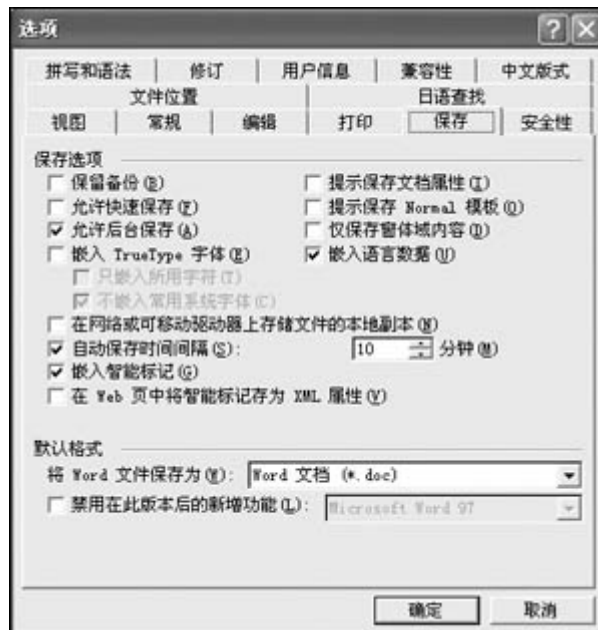 选项
拼写和语法 修订 用户信息 兼容性 中文版式
文件位置 日语查找
视图 常规 编辑 打印 保存 安全性
保存选项
保留备份(B) 提示保存文档属性(I)
允许快速保存(F) 提示保存 Normal 模板(O)
允许后台保存(A) 仅保存窗体域内容(D)
嵌入 TrueType 字体(E) 嵌入语言数据(U)
只嵌入所用字符(T)
不嵌入常用系统字体(C)
在网络或可移动驱动器上存储文件的本地副本(N)
自动保存时间间隔(S): 10 分钟(M)
嵌入智能标记(G)
在 Web 页中将智能标记存为 XML 属性(V)
默认格式
将 Word 文件保存为(W): Word 文档 (*.doc)
禁用在此版本后的新增功能(L): Microsoft Word 97
确定 取消